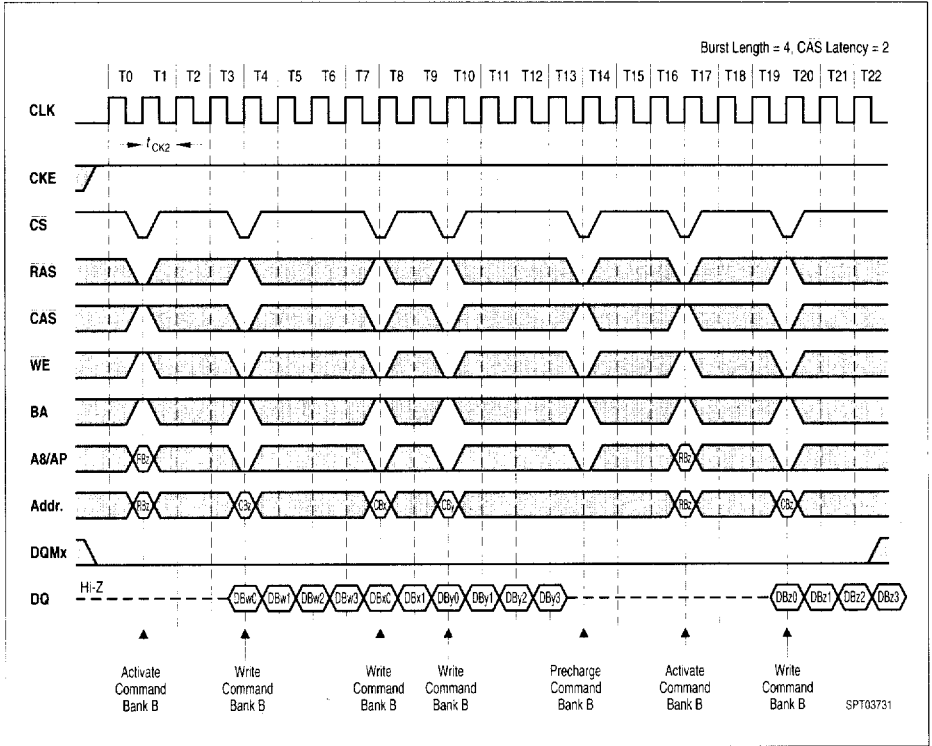 Burst Length = 4, CAS Latency = 2
T0 T1 T2 T3 T4 T5 T6 T7 T8 T9 T10 T11 T12 T13 T14 T15 T16 T17 T18 T19 T20 T21 T22
CLK
tCK2
CKE
C̅S̅
R̅A̅S̅
CAS
W̅E̅
BA
A8/AP RBz RBz
Addr. RBz CBz CBx CBy RBz CBz
DQMx
Hi-Z
DQ DBw0 DBw1 DBw2 DBw3 DBx0 DBx1 DBy0 DBy1 DBy2 DBy3 DBz0 DBz1 DBz2 DBz3
Activate Write Write Write Precharge Activate Write
Command Command Command Command Command Command Command
Bank B Bank B Bank B Bank B Bank B Bank B Bank B
SPT03731